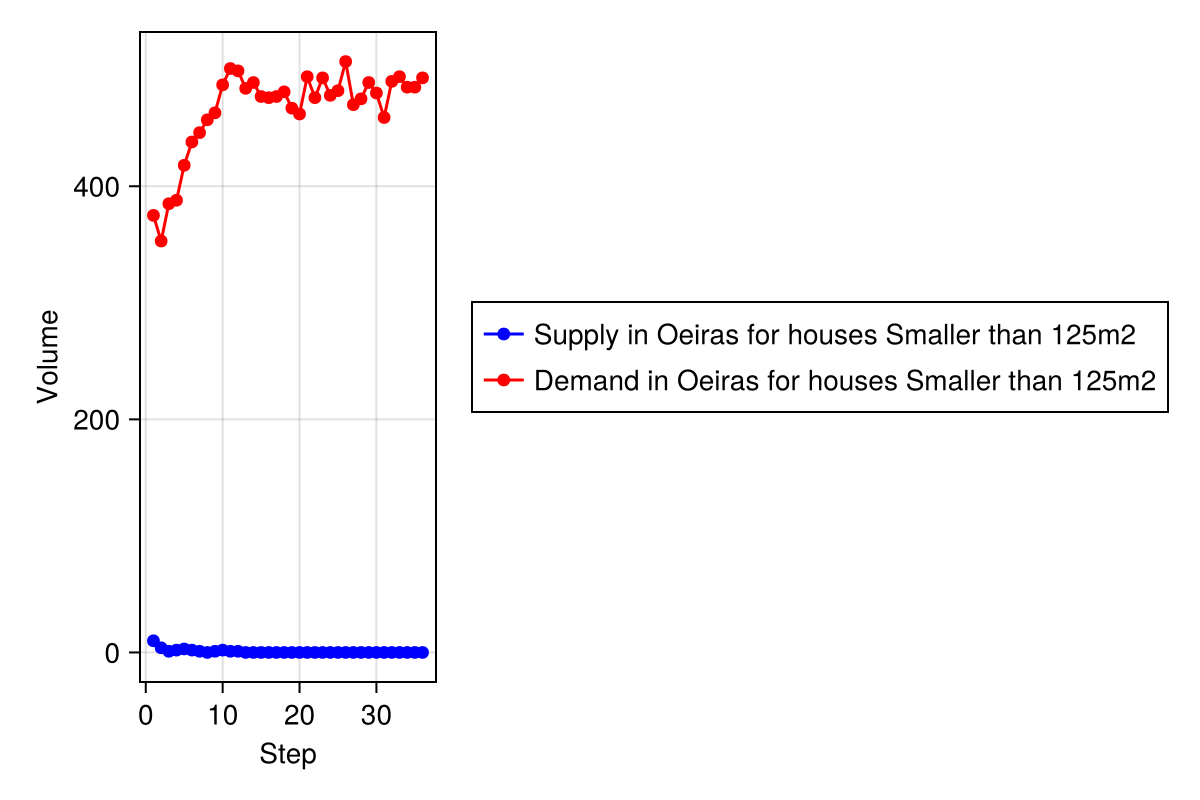 Volume
400
200
0
0 10 20 30
Step
Supply in Oeiras for houses Smaller than 125m2
Demand in Oeiras for houses Smaller than 125m2